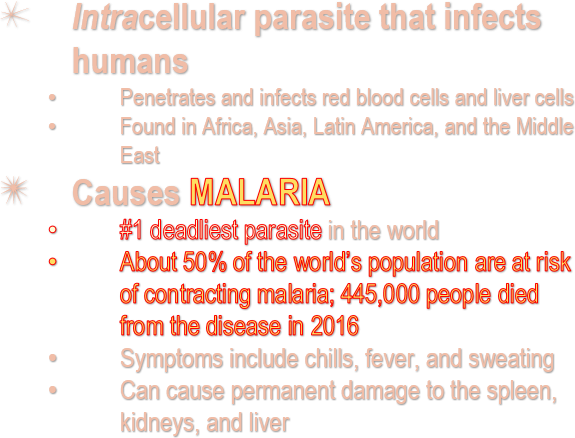 Intracellular parasite that infects
humans
• Penetrates and infects red blood cells and liver cells
• Found in Africa, Asia, Latin America, and the Middle
East
Causes MALARIA
• #1 deadliest parasite in the world
• About 50% of the world's population are at risk
of contracting malaria; 445,000 people died
from the disease in 2016
• Symptoms include chills, fever, and sweating
• Can cause permanent damage to the spleen,
kidneys, and liver